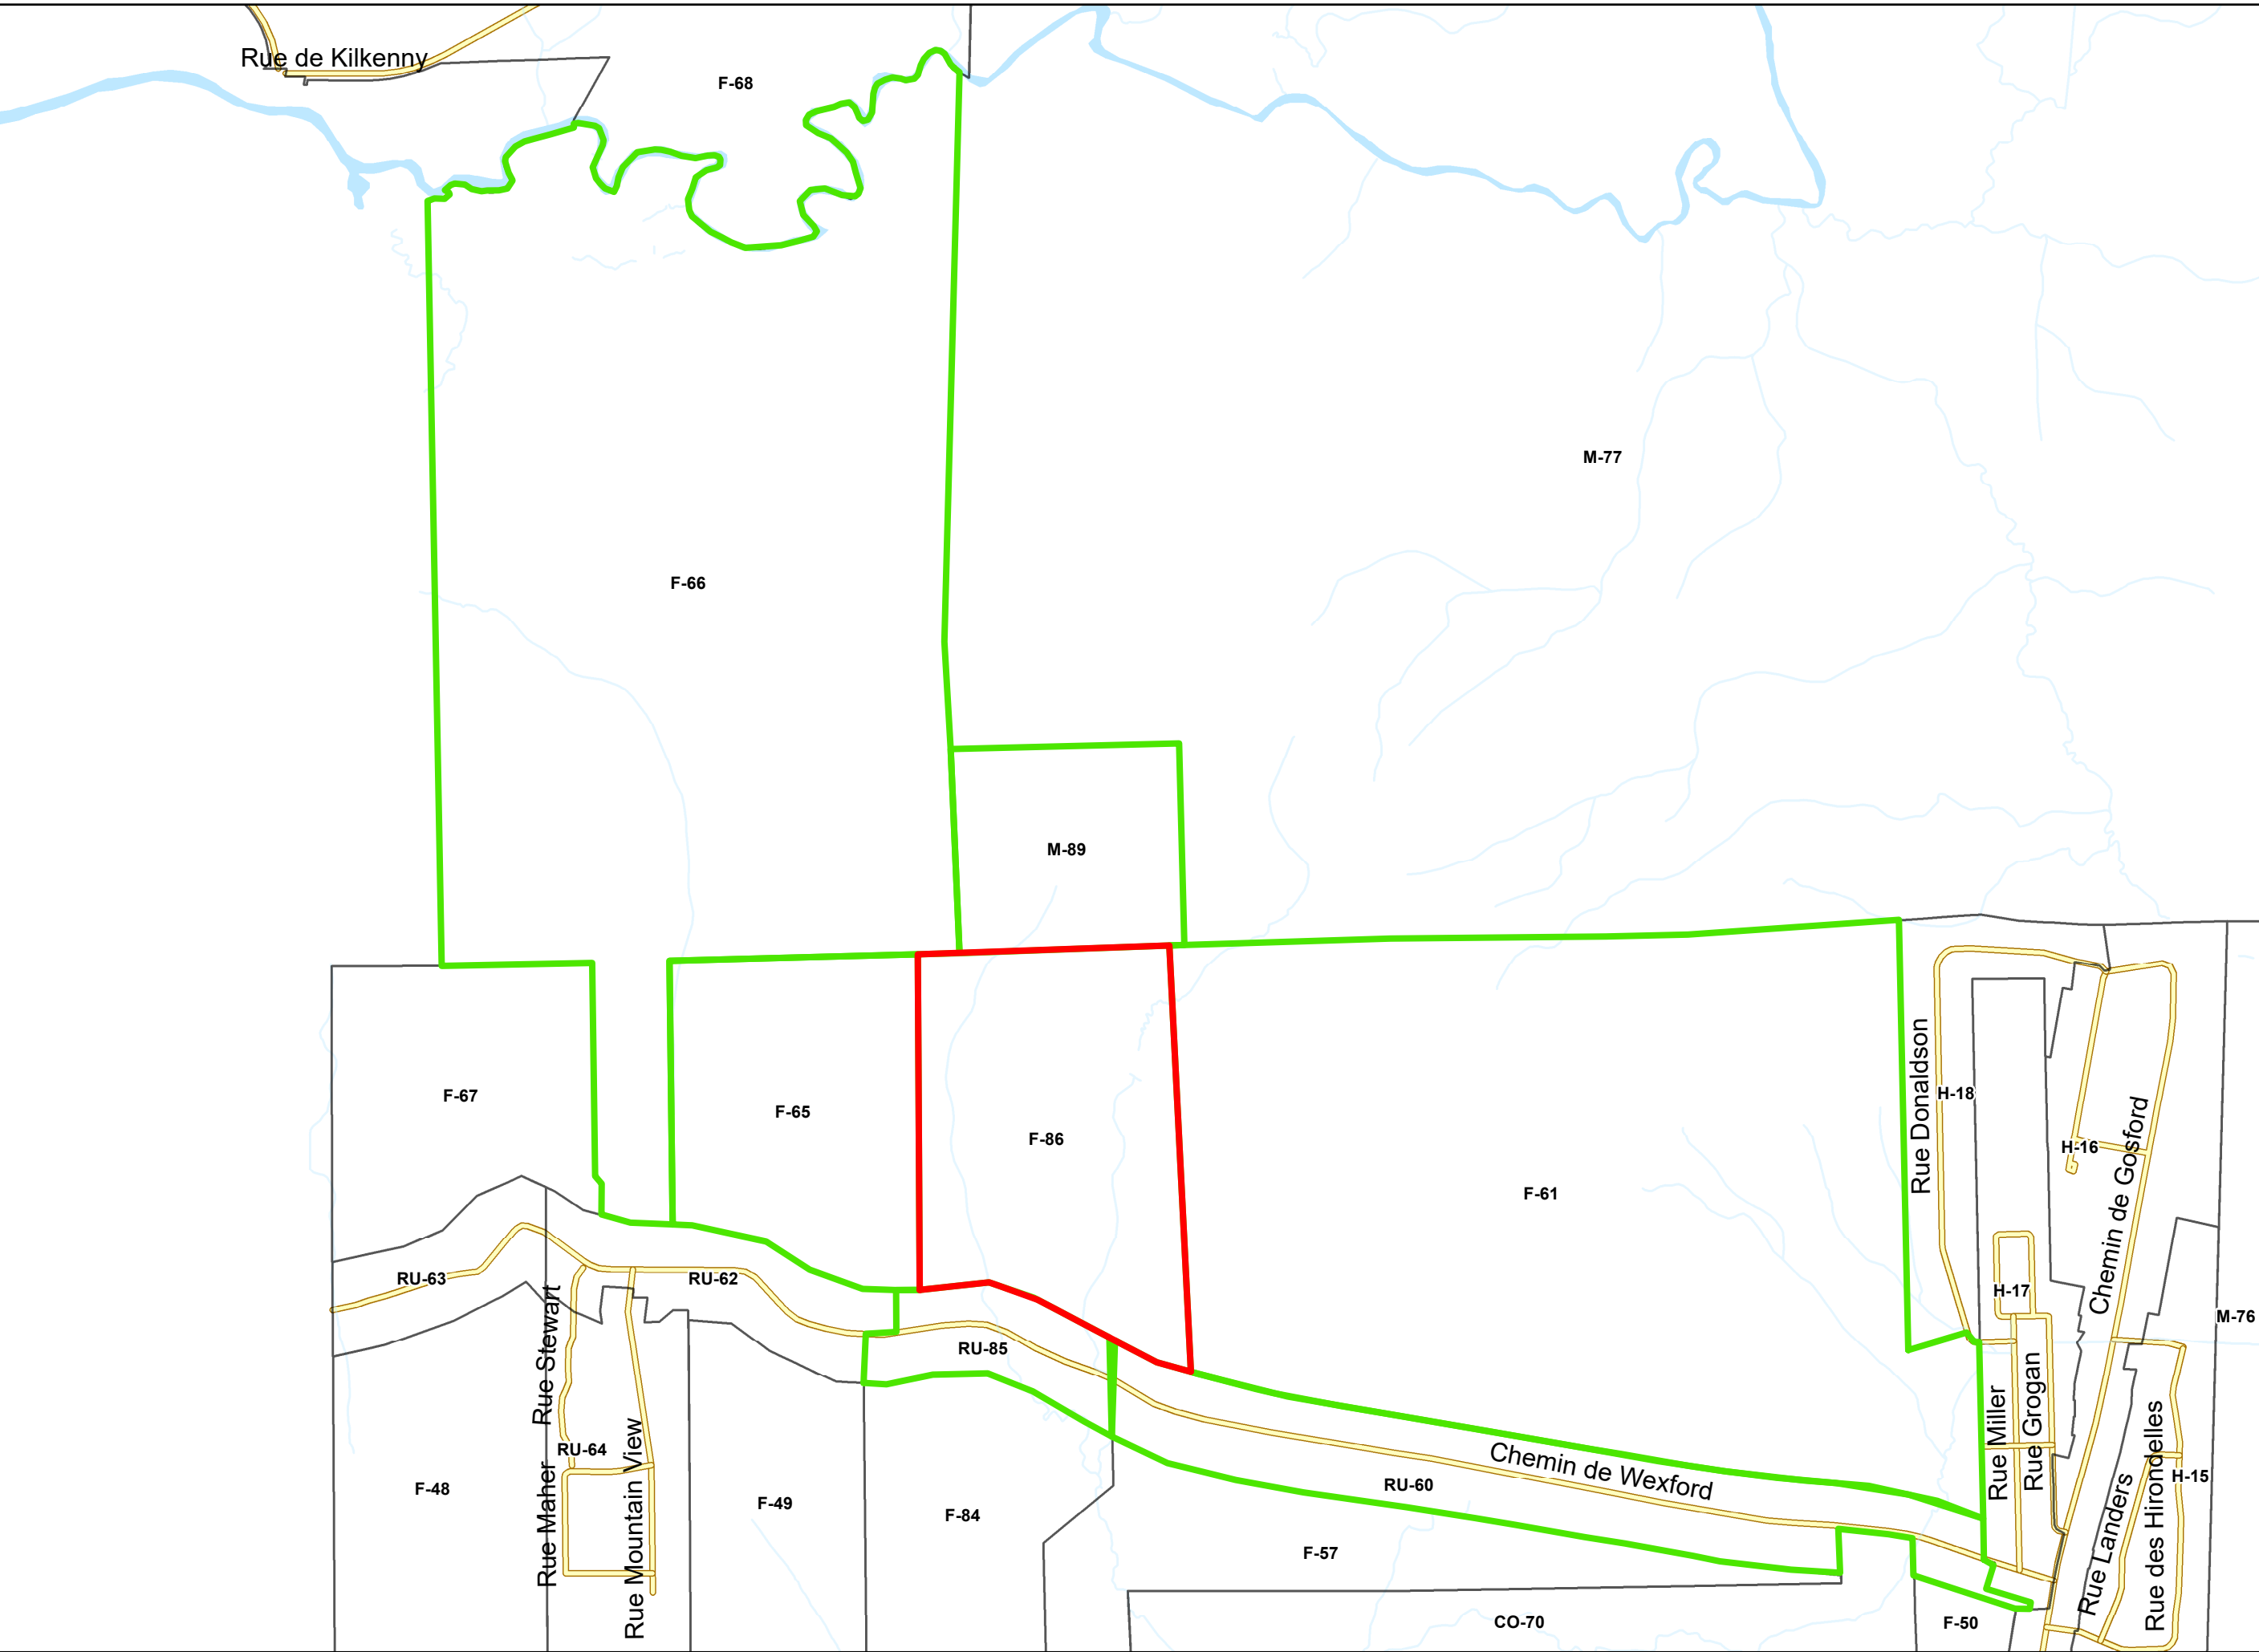 Rue de Kilkenny
F-68
M-77
F-66
M-89
F-67
F-65
F-86
F-61
Rue Donaldson
H-18
H-16
Chemin de Gosford
H-17
M-76
RU-63
RU-62
RU-85
Rue Stewart
RU-64
Rue Maher
Rue Mountain View
F-48
F-49
F-84
Chemin de Wexford
RU-60
F-57
CO-70
F-50
Rue Miller
Rue Grogan
Rue Landers
Rue des Hirondelles
H-15